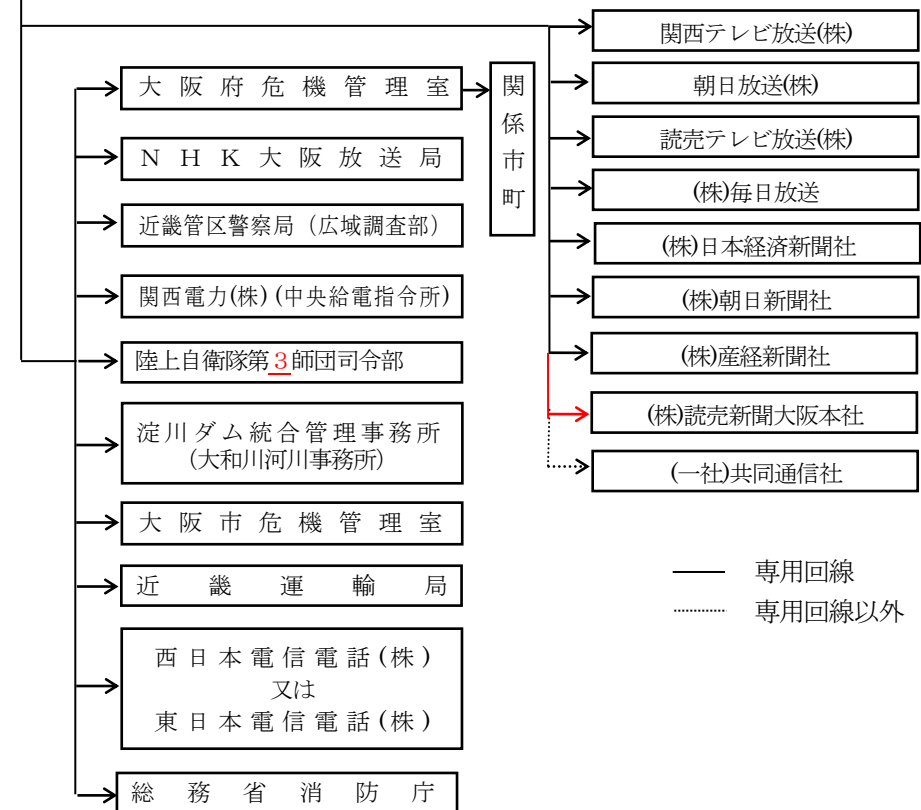 大阪府危機管理室
NHK大阪放送局
近畿管区警察局（広域調査部）
関西電力(株)(中央給電指令所)
陸上自衛隊第３師団司令部
淀川ダム統合管理事務所
(大和川河川事務所)
大阪市危機管理室
近畿運輸局
西日本電信電話(株)
又は
東日本電信電話(株)
総務省消防庁
関係市町
関西テレビ放送(株)
朝日放送(株)
読売テレビ放送(株)
(株)毎日放送
(株)日本経済新聞社
(株)朝日新聞社
(株)産経新聞社
(株)読売新聞大阪本社
(一社)共同通信社
専用回線
専用回線以外